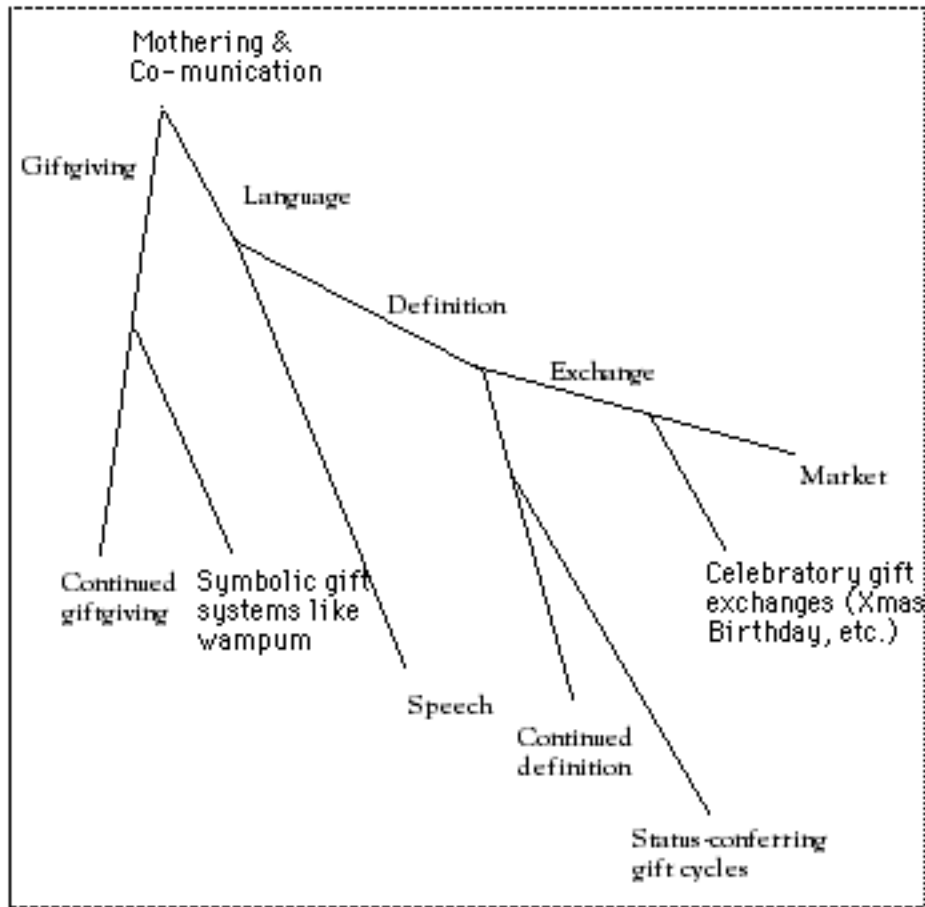 Mothering &
Co-munication
Giftgiving
Language
Definition
Exchange
Market
Continued
giftgiving
Symbolic gift
systems like
wampum
Celebratory gift
exchanges (Xmas
Birthday, etc.)
Speech
Continued
definition
Status-conferring
gift cycles